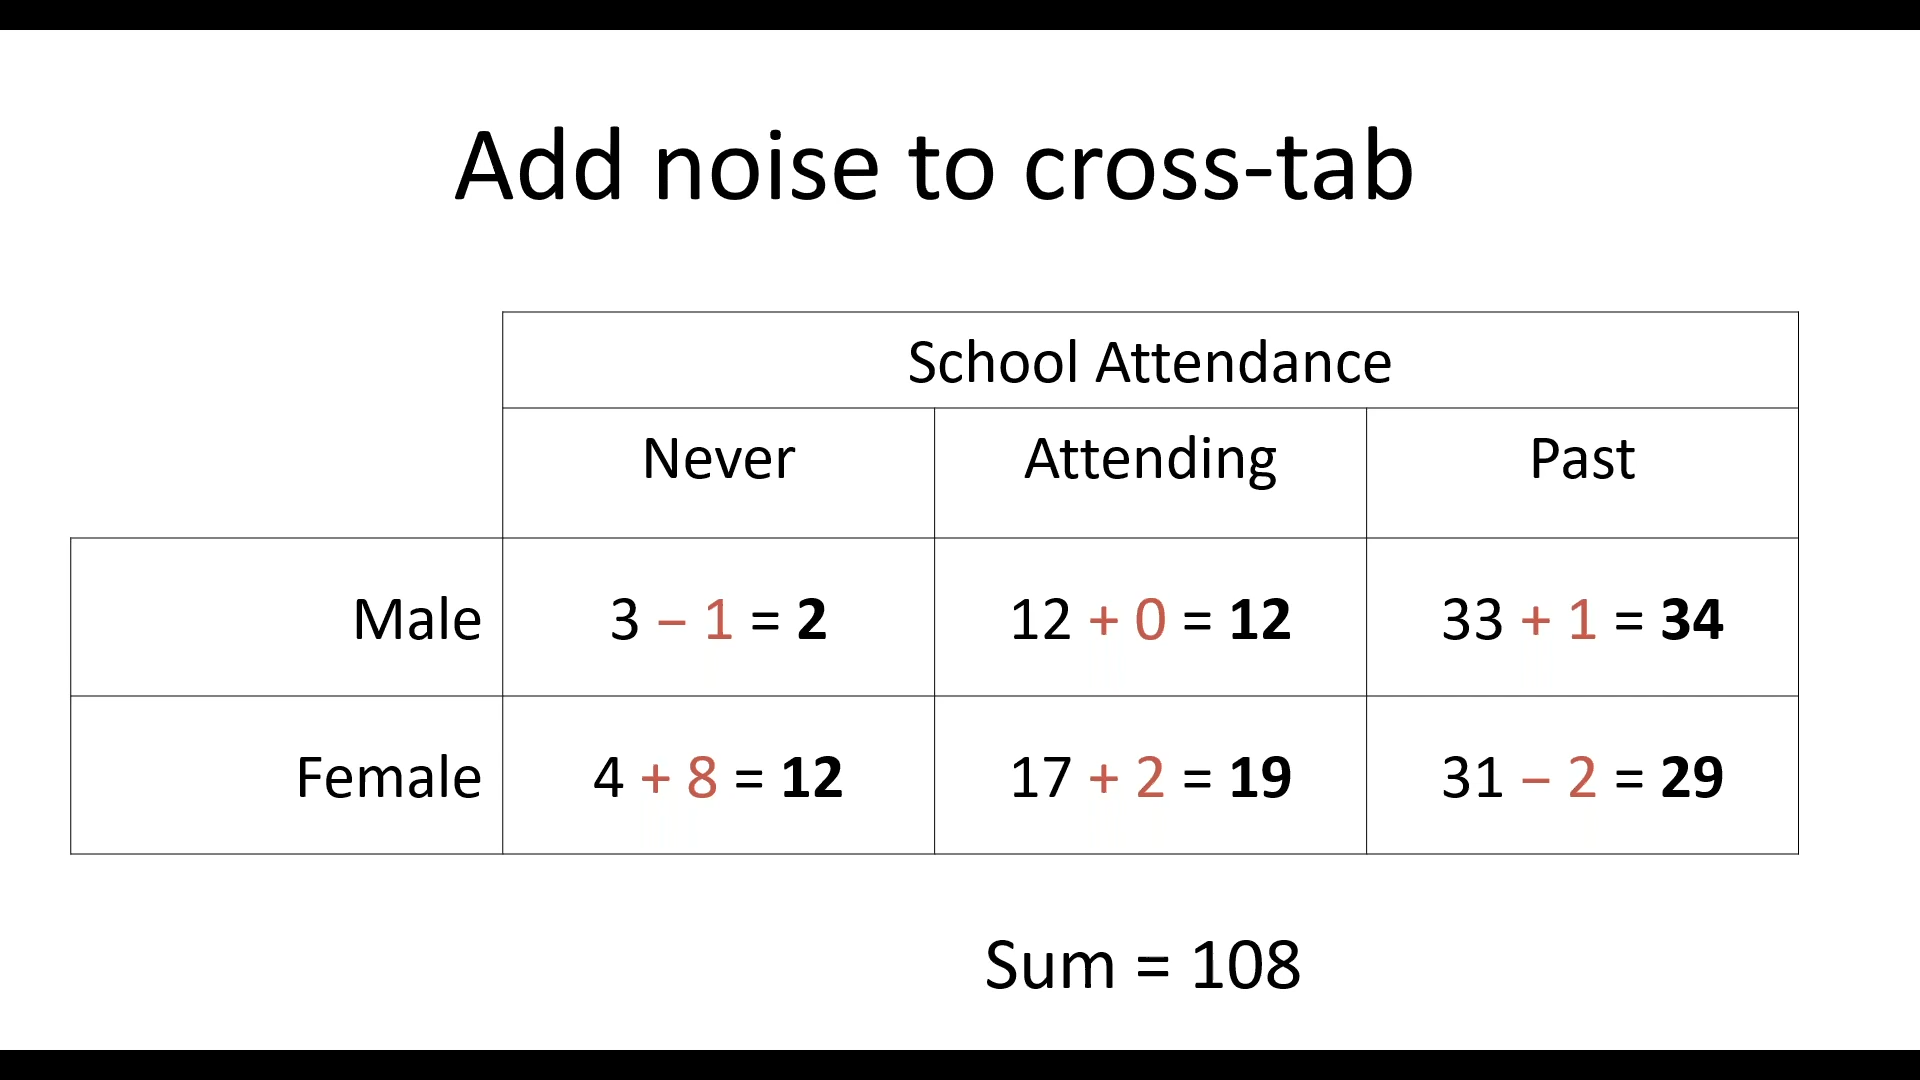 Add noise to cross-tab
School Attendance
Never Attending Past
Male 3 – 1 = 2 12 + 0 = 12 33 + 1 = 34
Female 4 + 8 = 12 17 + 2 = 19 31 – 2 = 29
Sum = 108